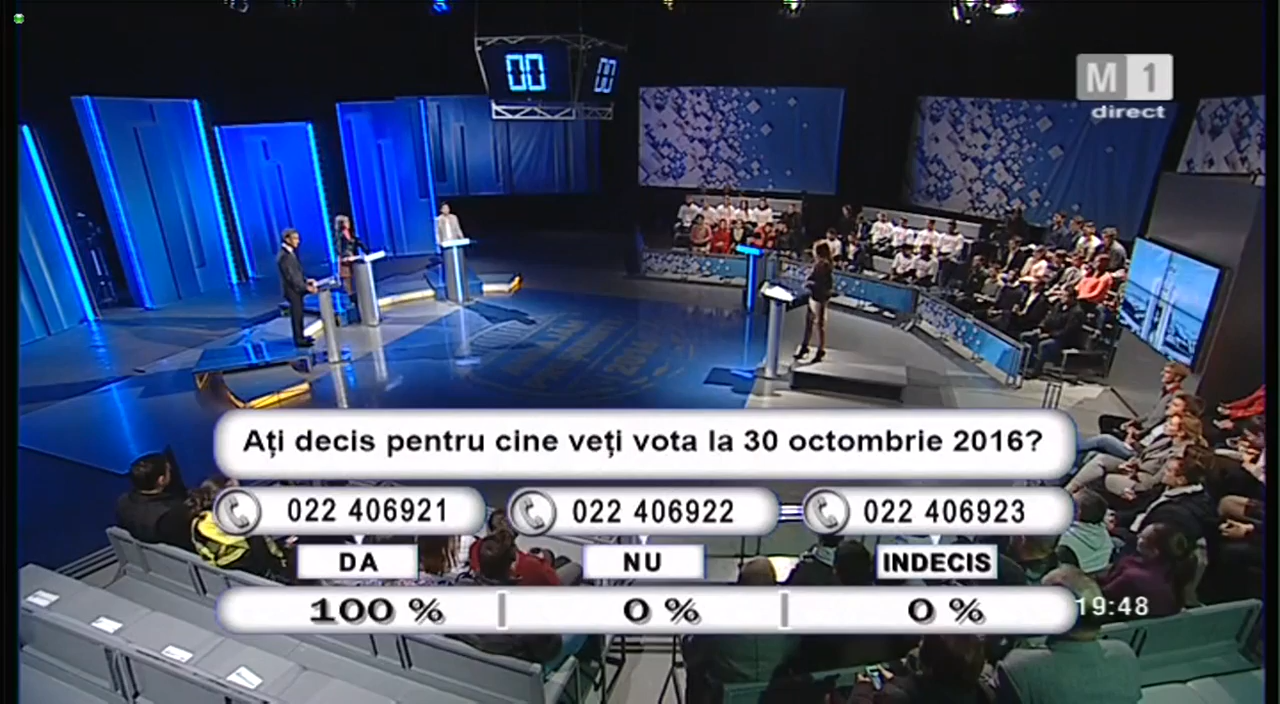 00
M 1
direct
Ați decis pentru cine veți vota la 30 octombrie 2016?
022 406921
022 406922
022 406923
DA
NU
INDECIS
100 %
0 %
0 %
19:48